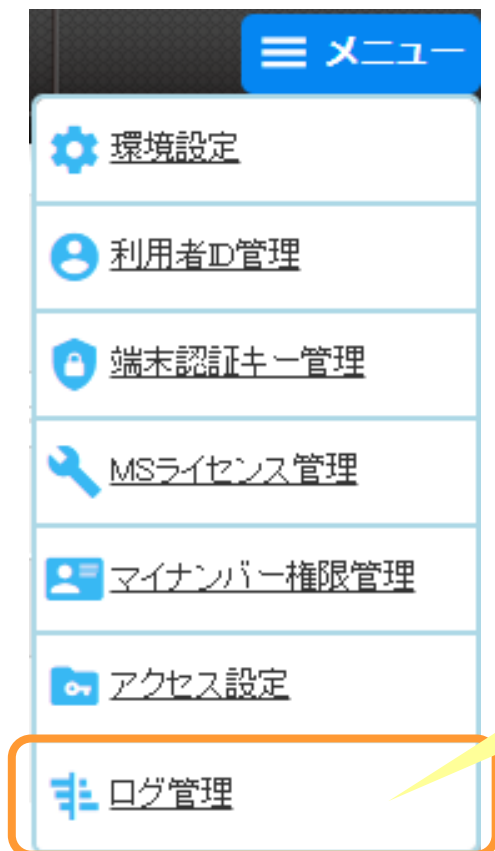 メニュー
環境設定
利用者ID管理
端末認証キー管理
MSライセンス管理
マイナンバー権限管理
アクセス設定
ログ管理